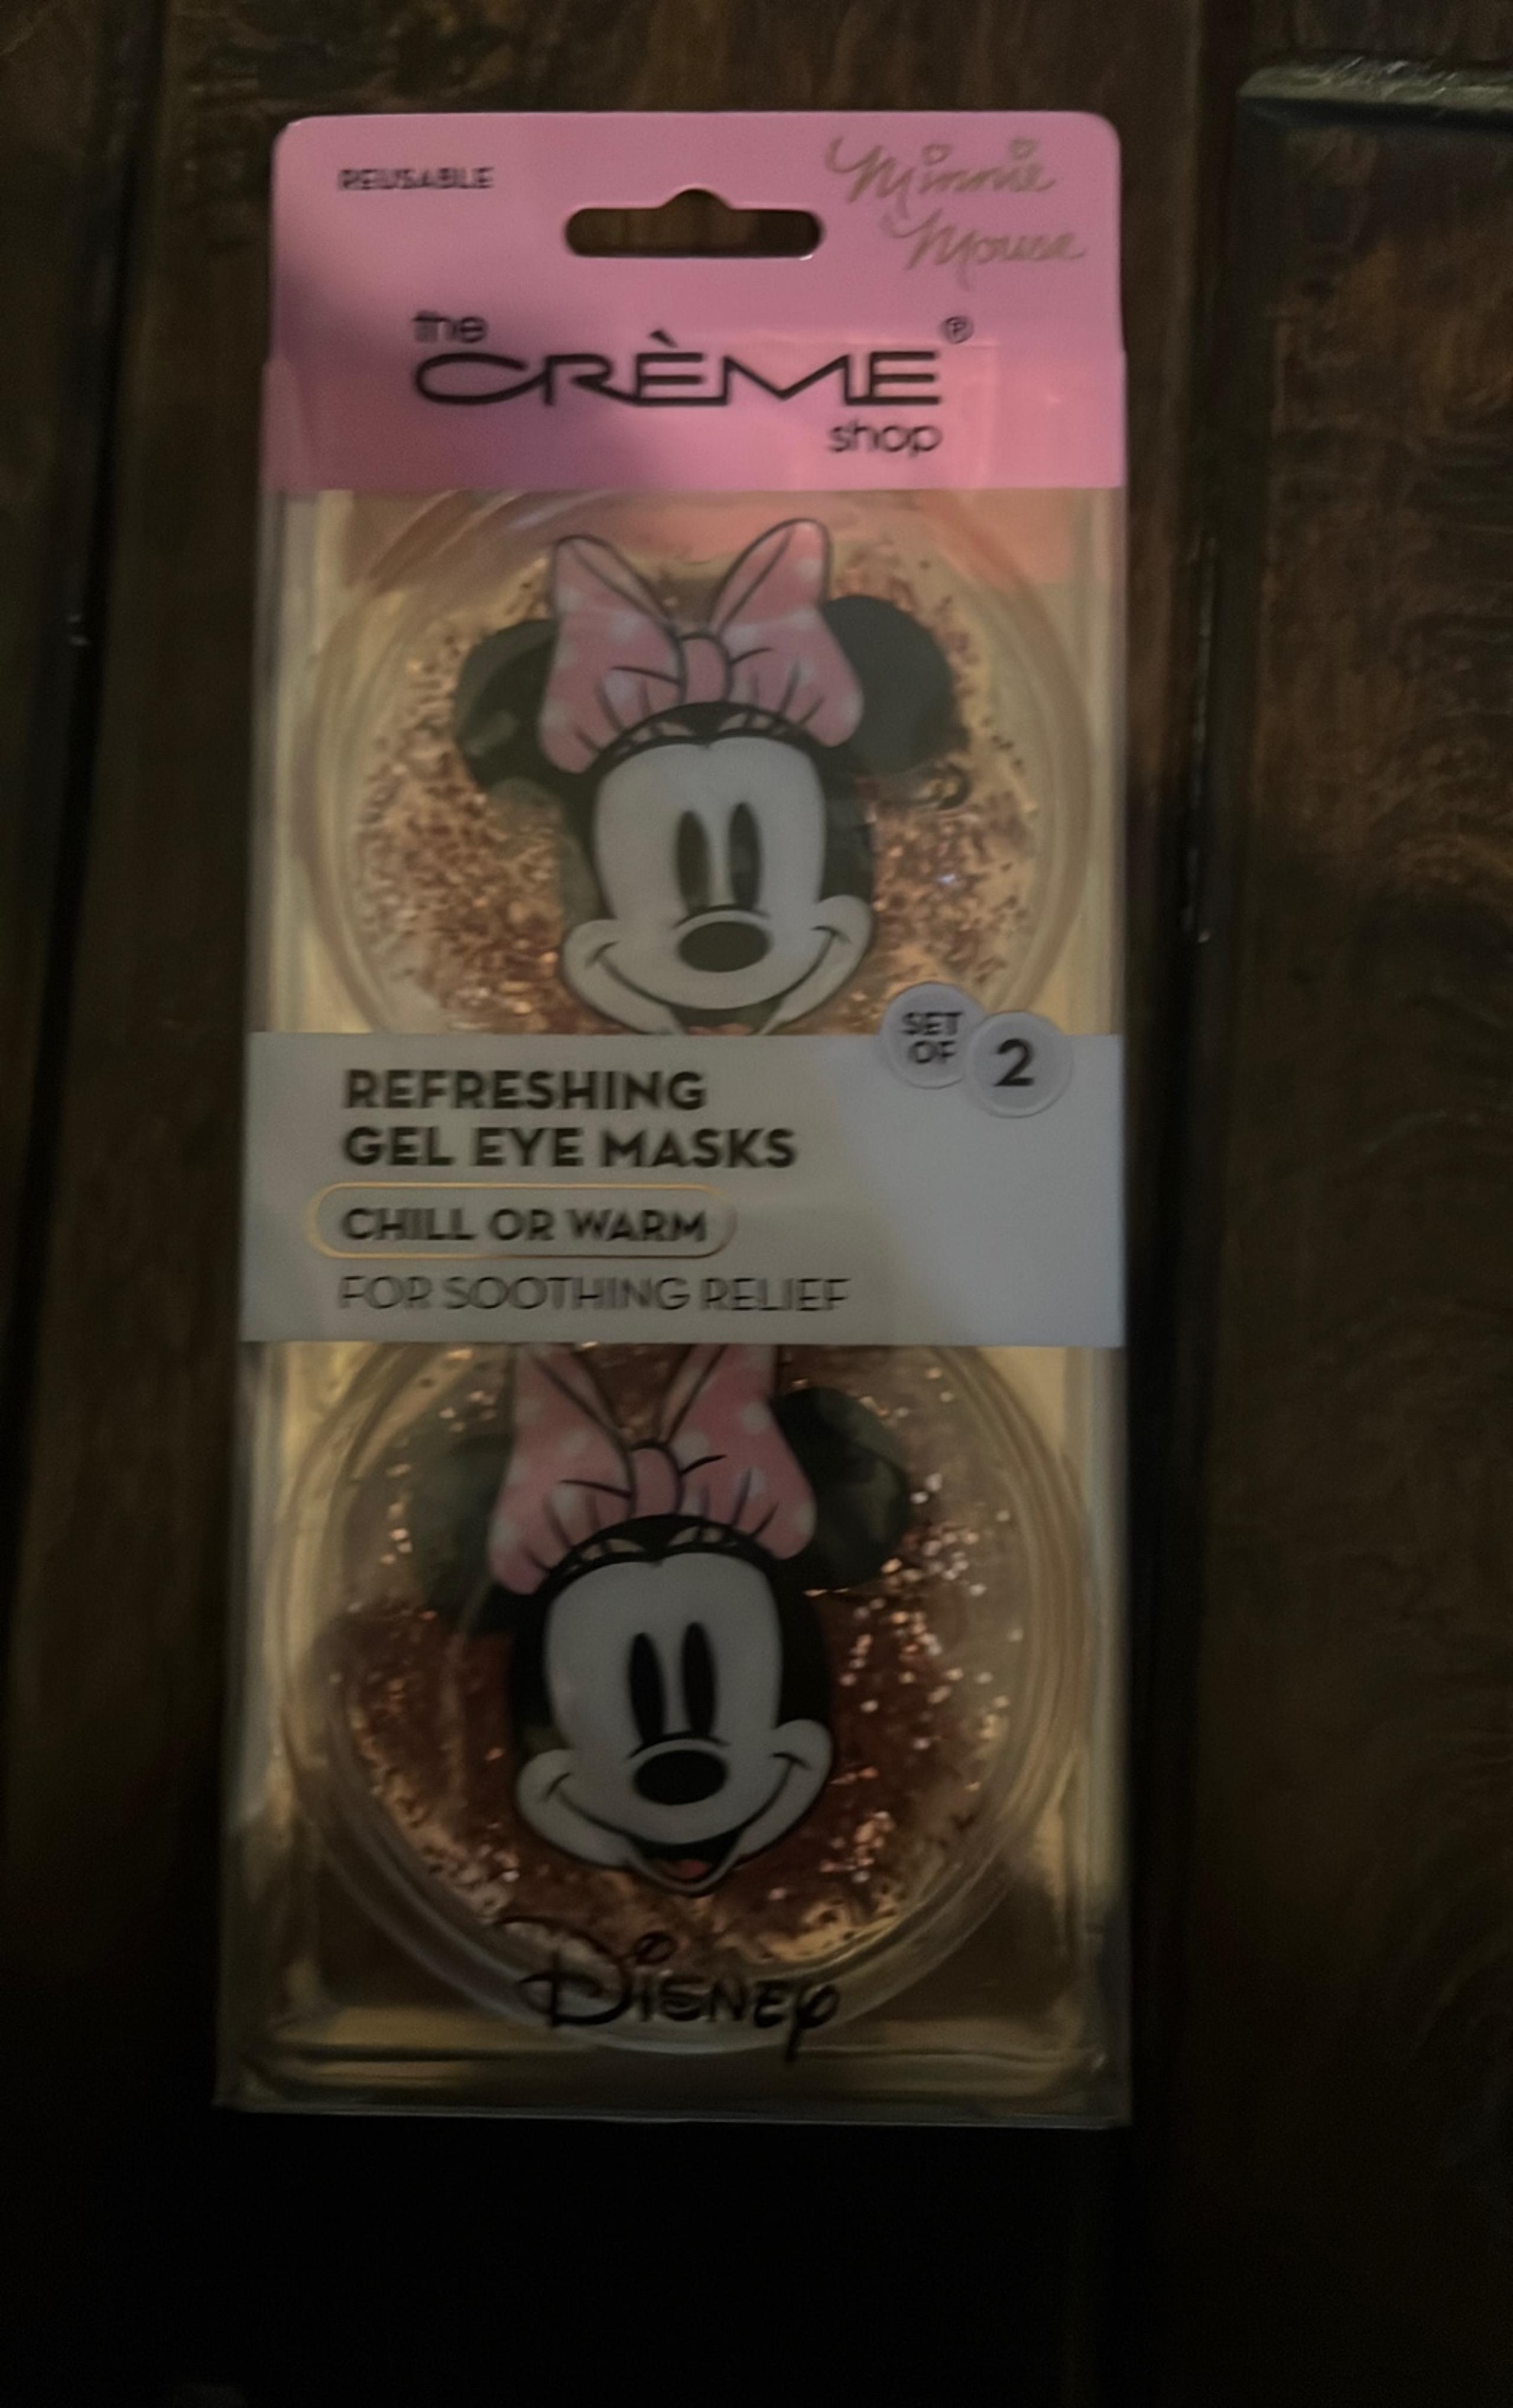 REUSABLE
Minnie
Mouse
the
CRÈME®
shop
SET
OF
2
REFRESHING
GEL EYE MASKS
CHILL OR WARM
FOR SOOTHING RELIEF
DISNEY